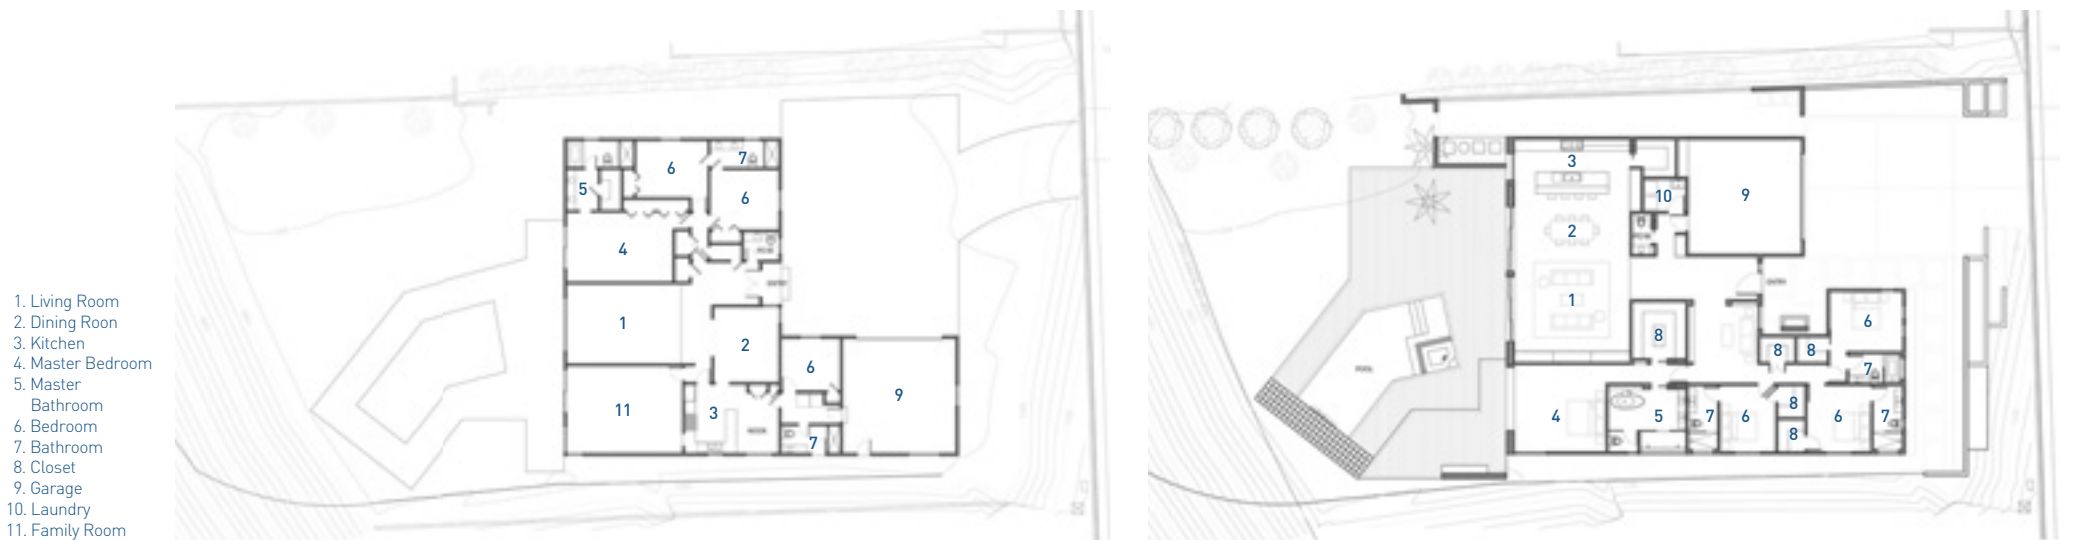 1. Living Room
2. Dining Roon
3. Kitchen
4. Master Bedroom
5. Master
Bathroom
6. Bedroom
7. Bathroom
8. Closet
9. Garage
10. Laundry
11. Family Room
7
6
5
6
4
ENTRY
1
2
6
9
11
3
7
3
10
9
2
ENTRY
1
6
8
8
8
POOL
7
4
5
7
6
8
6
7
8